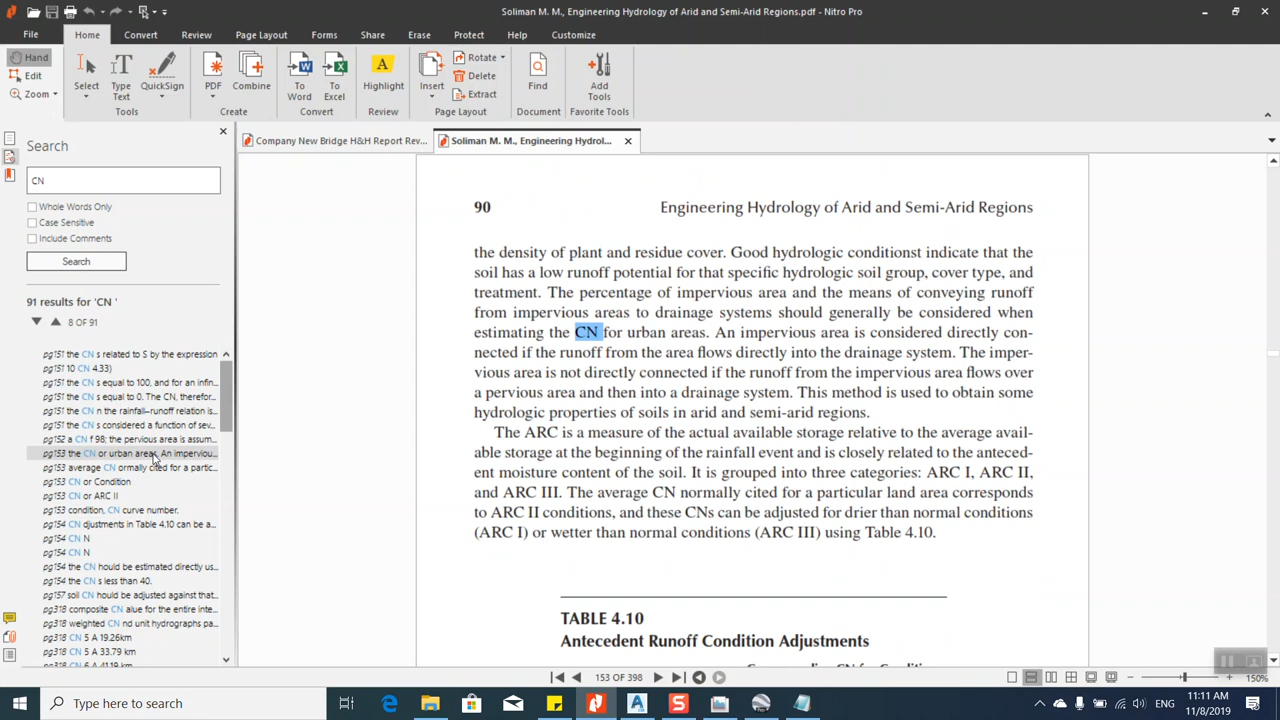 Soliman M. M., Engineering Hydrology of Arid and Semi-Arid Regions.pdf - Nitro Pro
File Home Convert Review Page Layout Forms Share Erase Protect Help Customize
Hand
Edit
Zoom
Select
Type Text
QuickSign
Tools
PDF
Combine
Create
To Word
To Excel
Convert
Highlight
Review
Insert
Rotate
Delete
Extract
Page Layout
Find
Document
Add Tools
Favorite Tools
Company New Bridge H&H Report Rev...
Soliman M. M., Engineering Hydrol...
Search
CN
Whole Words Only
Case Sensitive
Include Comments
Search
91 results for 'CN '
8 OF 91
pg151 the CN s related to S by the expression
pg151 10 CN 4.33)
pg151 the CN s equal to 100, and for an infin...
pg151 the CN s equal to 0. The CN, therefor...
pg151 the CN n the rainfall–runoff relation is...
pg151 the CN s considered a function of sev...
pg152 a CN f 98; the pervious area is assum...
pg153 the CN or urban areas. An imperviou...
pg153 average CN ormally cited for a partic...
pg153 CN or Condition
pg153 CN or ARC II
pg153 condition, CN curve number.
pg154 CN djustments in Table 4.10 can be a...
pg154 CN N
pg154 CN N
pg154 the CN hould be estimated directly us...
pg154 the CN s less than 40.
pg157 soil CN hould be adjusted against that...
pg318 composite CN alue for the entire inte...
pg318 weighted CN nd unit hydrographs pa...
pg318 CN 5 A 19.26km
pg318 CN 5 A 33.79 km
pg318 CN 6 A 41.19 km
90 Engineering Hydrology of Arid and Semi-Arid Regions
the density of plant and residue cover. Good hydrologic conditionst indicate that the
soil has a low runoff potential for that specific hydrologic soil group, cover type, and
treatment. The percentage of impervious area and the means of conveying runoff
from impervious areas to drainage systems should generally be considered when
estimating the CN for urban areas. An impervious area is considered directly con-
nected if the runoff from the area flows directly into the drainage system. The imper-
vious area is not directly connected if the runoff from the impervious area flows over
a pervious area and then into a drainage system. This method is used to obtain some
hydrologic properties of soils in arid and semi-arid regions.
The ARC is a measure of the actual available storage relative to the average avail-
able storage at the beginning of the rainfall event and is closely related to the anteced-
ent moisture content of the soil. It is grouped into three categories: ARC I, ARC II,
and ARC III. The average CN normally cited for a particular land area corresponds
to ARC II conditions, and these CNs can be adjusted for drier than normal conditions
(ARC I) or wetter than normal conditions (ARC III) using Table 4.10.
TABLE 4.10
Antecedent Runoff Condition Adjustments
153 OF 398
150%
Type here to search
11:11 AM
11/8/2019